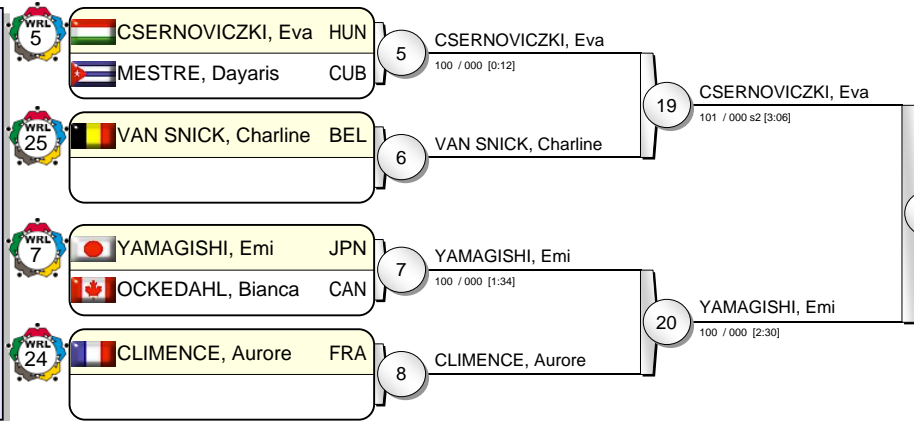 WRL
5
CSERNOVICZKI, Eva HUN
MESTRE, Dayaris CUB
5
CSERNOVICZKI, Eva
100 / 000 [0:12]
19
CSERNOVICZKI, Eva
101 / 000 s2 [3:06]
WRL
25
VAN SNICK, Charline BEL
6
VAN SNICK, Charline
WRL
7
YAMAGISHI, Emi JPN
OCKEDAHL, Bianca CAN
7
YAMAGISHI, Emi
100 / 000 [1:34]
20
YAMAGISHI, Emi
100 / 000 [2:30]
WRL
24
CLIMENCE, Aurore FRA
8
CLIMENCE, Aurore